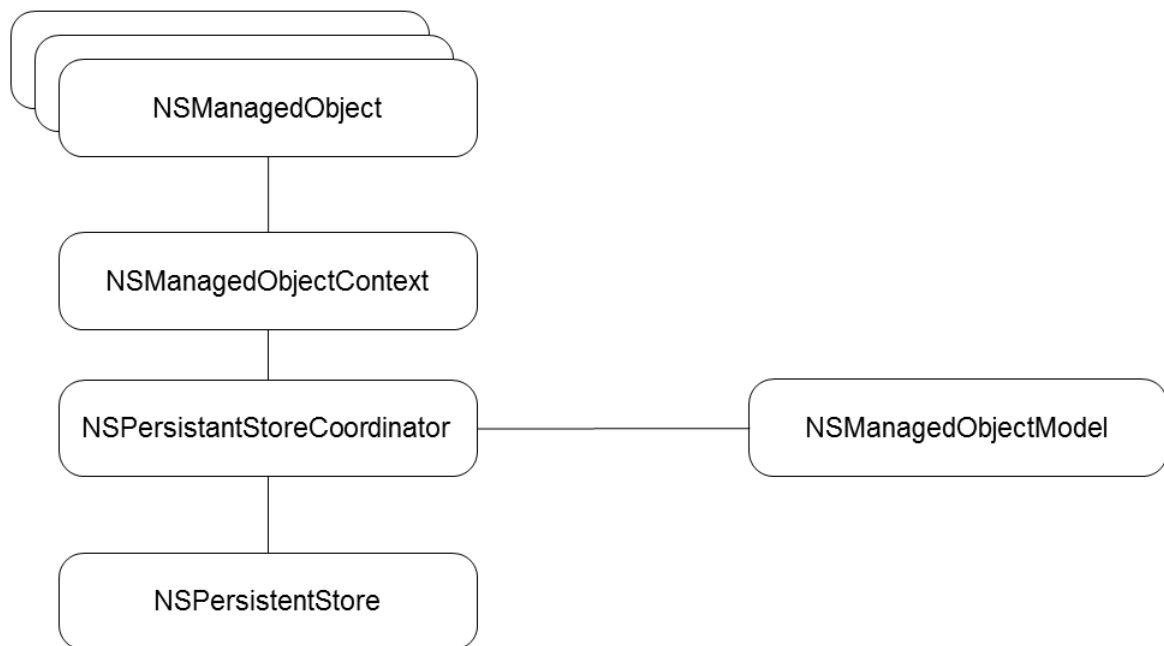 NSManagedObject
NSManagedObjectContext
NSPersistantStoreCoordinator
NSManagedObjectModel
NSPersistentStore